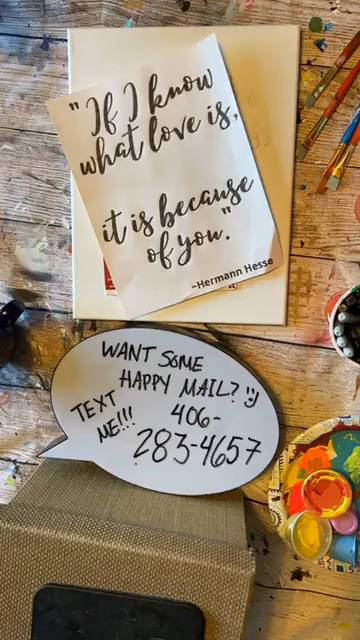 "If I know
what love is,
it is because
of you."
~Hermann Hesse
WANT SOME
HAPPY MAIL? :)
TEXT
ME!!!
406-
283-4657